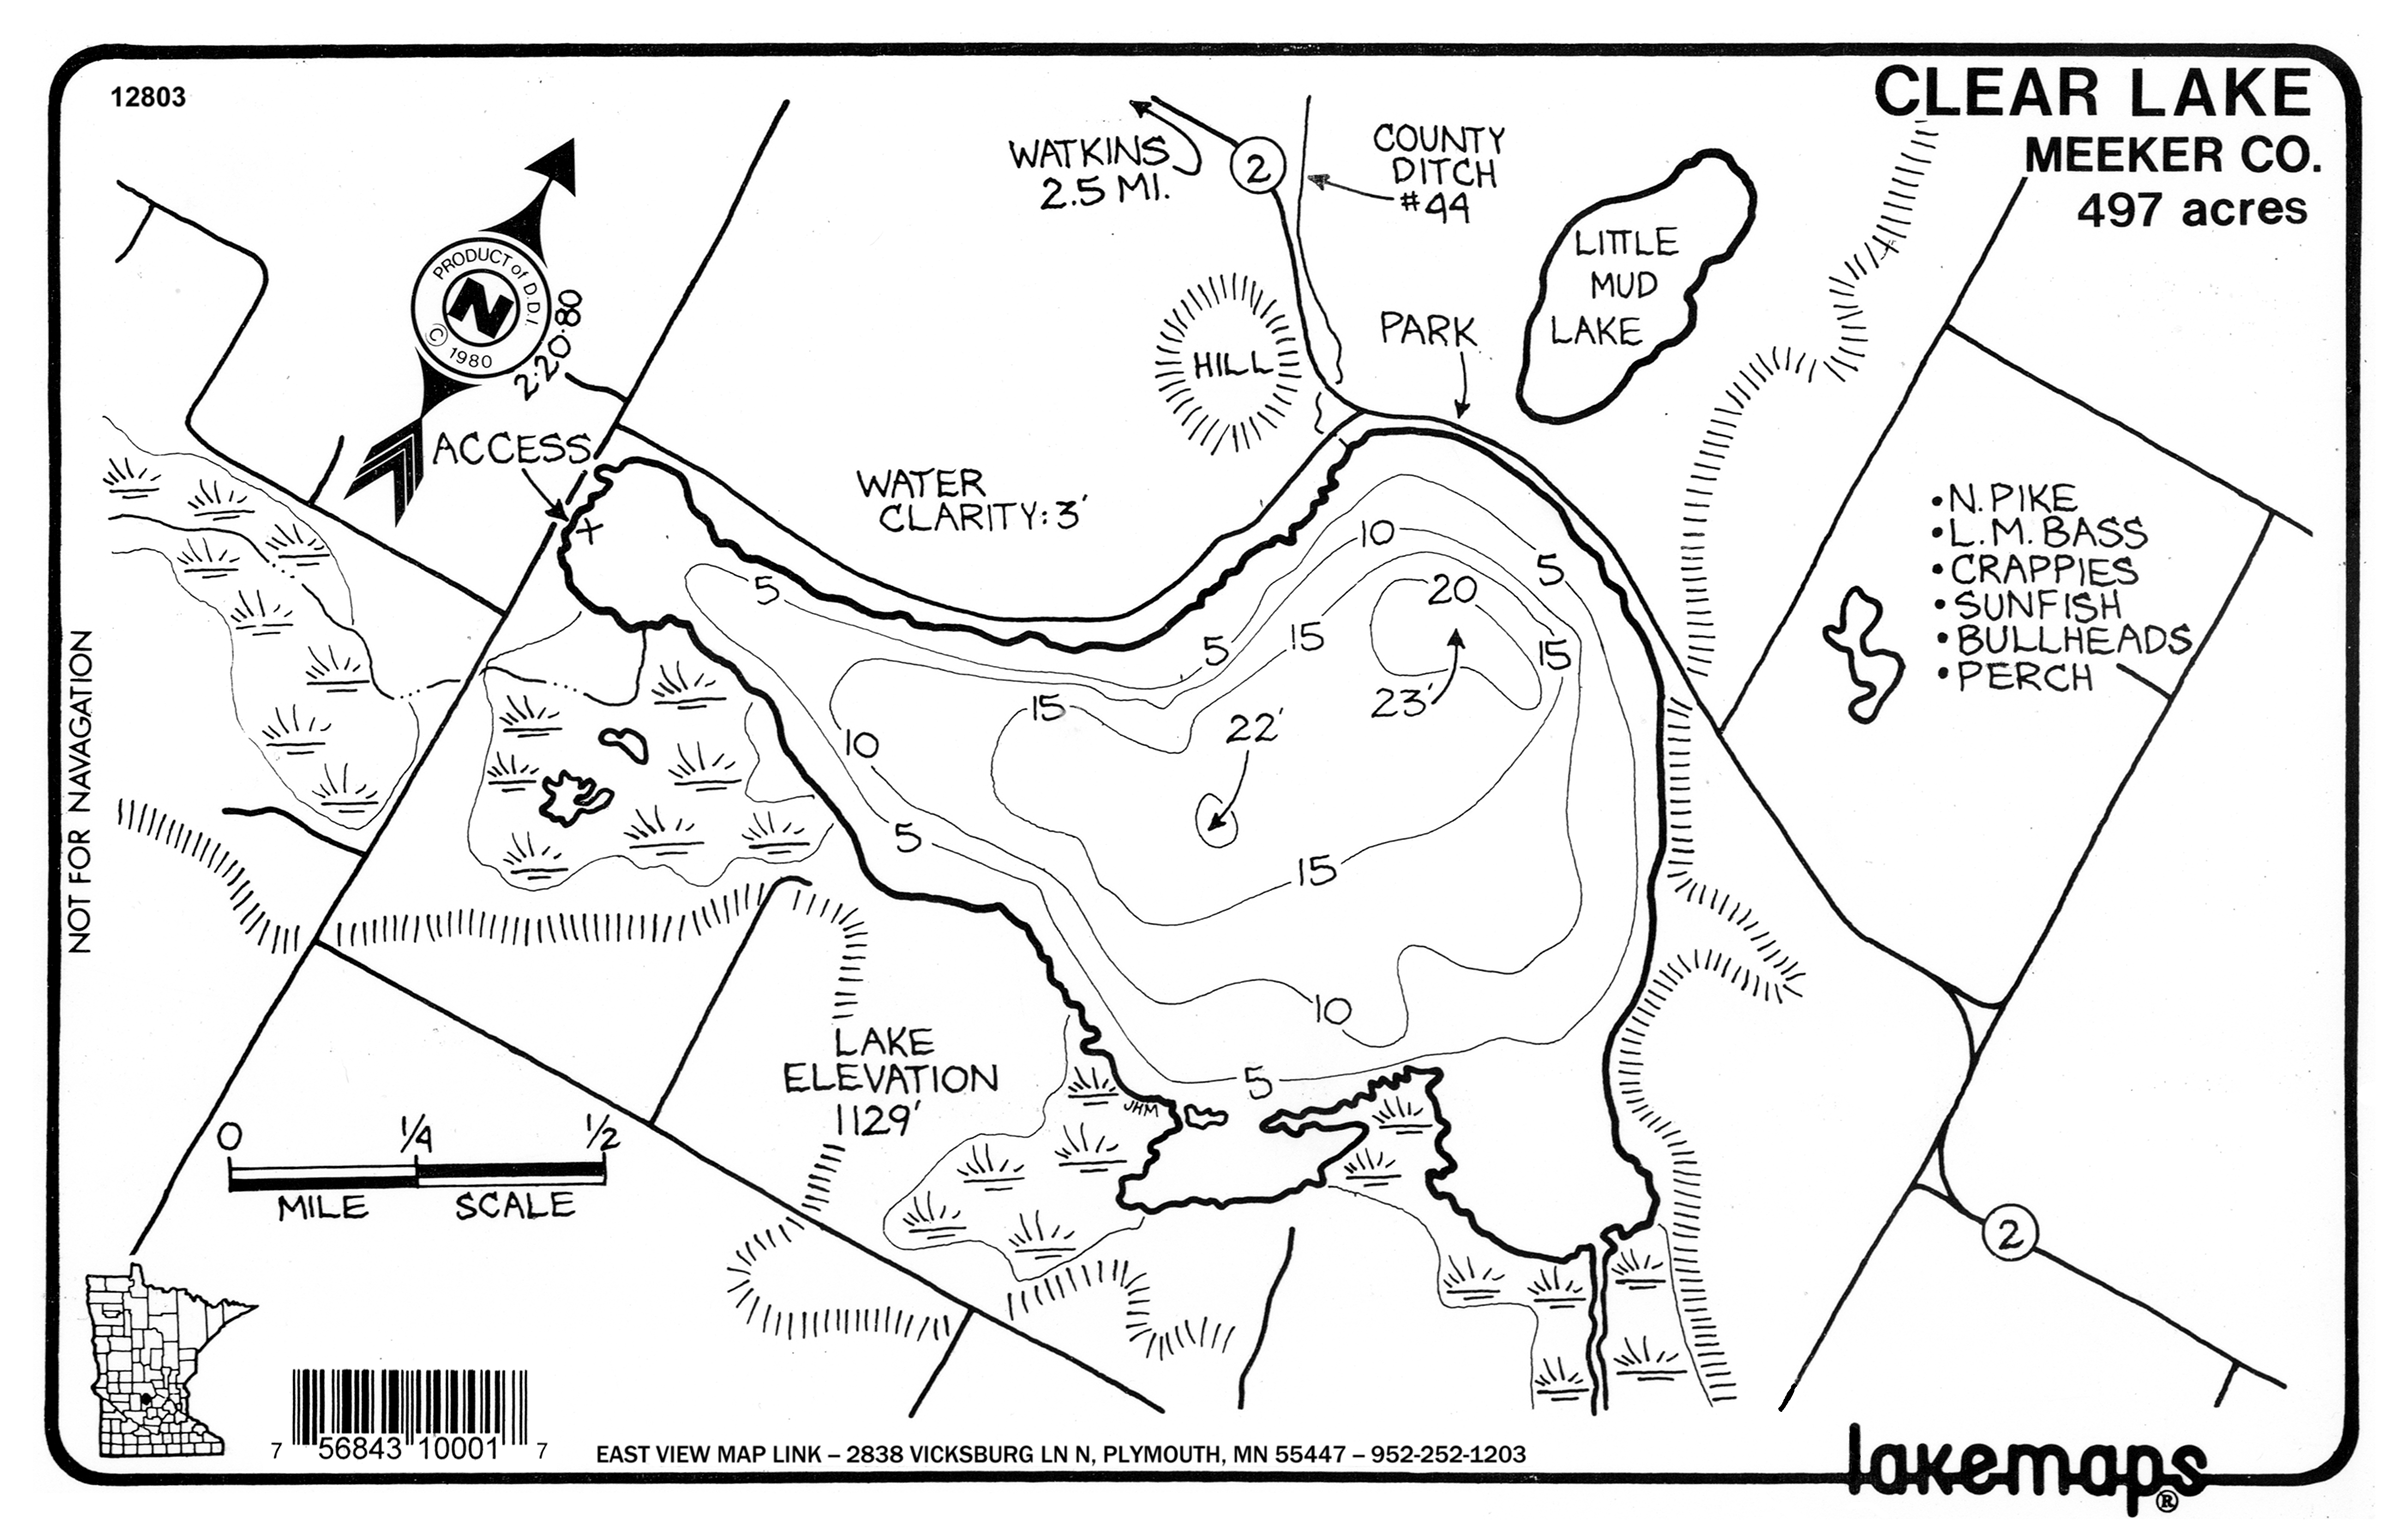 12803
CLEAR LAKE
MEEKER CO.
497 acres
WATKINS
2.5 MI.
2
COUNTY
DITCH
#44
LITTLE
MUD
LAKE
PRODUCT of D.D.I.
N
© 1980
2·20·80
HILL
PARK
ACCESS
WATER
CLARITY: 3'
• N. PIKE
• L. M. BASS
• CRAPPIES
• SUNFISH
• BULLHEADS
• PERCH
10
5
5
20
15
5
15
23'
15
22'
10
5
15
10
5
NOT FOR NAVAGATION
LAKE
ELEVATION
1129'
JHM
0 1/4 1/2
MILE SCALE
2
7 56843 10001 7
EAST VIEW MAP LINK – 2838 VICKSBURG LN N, PLYMOUTH, MN 55447 – 952-252-1203
lakemaps®